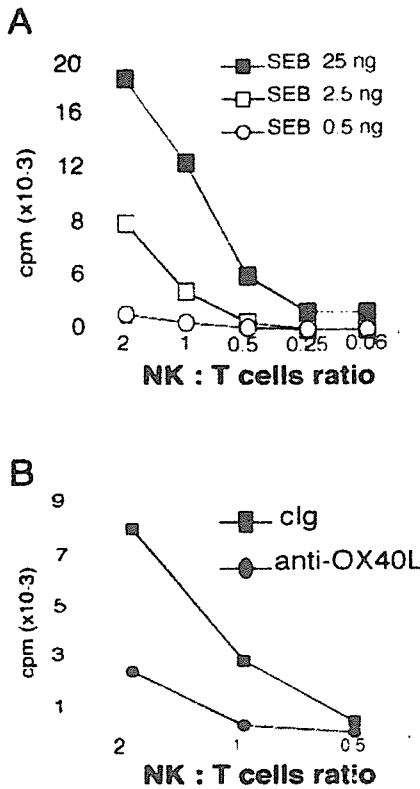 A
20
16
12
8
6
0
cpm (x10-3)
SEB 25 ng
SEB 2.5 ng
SEB 0.5 ng
2 1 0.5 0.25 0.06
NK : T cells ratio
B
9
7
5
3
1
cpm (x10-3)
cIg
anti-OX40L
2 1 0.5
NK : T cells ratio